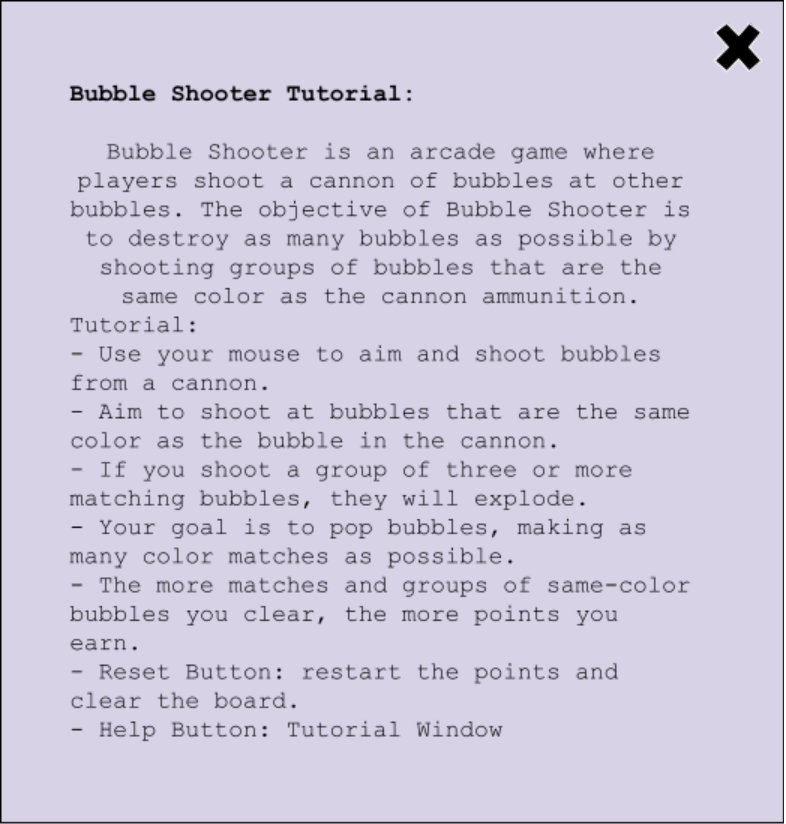 Bubble Shooter Tutorial:
Bubble Shooter is an arcade game where
players shoot a cannon of bubbles at other
bubbles. The objective of Bubble Shooter is
to destroy as many bubbles as possible by
shooting groups of bubbles that are the
same color as the cannon ammunition.
Tutorial:
- Use your mouse to aim and shoot bubbles
from a cannon.
- Aim to shoot at bubbles that are the same
color as the bubble in the cannon.
- If you shoot a group of three or more
matching bubbles, they will explode.
- Your goal is to pop bubbles, making as
many color matches as possible.
- The more matches and groups of same-color
bubbles you clear, the more points you
earn.
- Reset Button: restart the points and
clear the board.
- Help Button: Tutorial Window